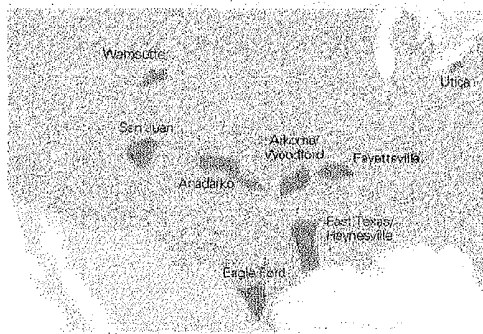 Wamsutter
Utica
San Juan
Arkoma/
Woodford
Fayetteville
Anadarko
East Texas/
Haynesville
Eagle Ford